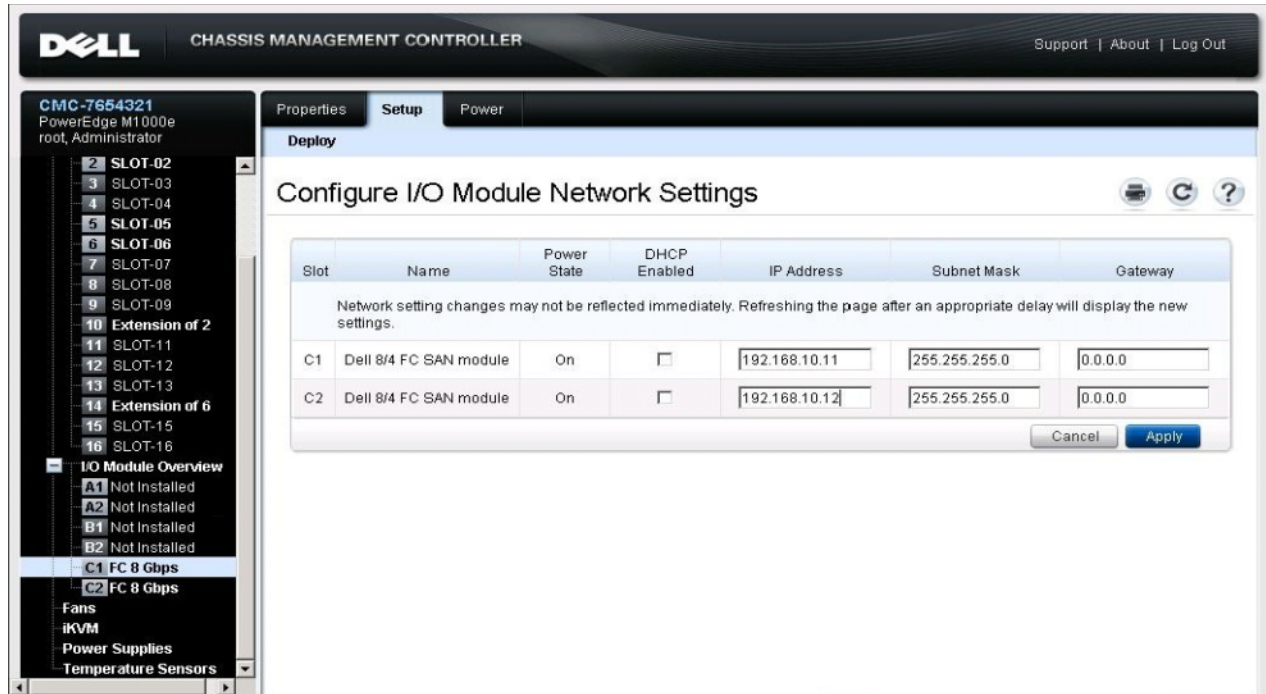 DELL
CHASSIS MANAGEMENT CONTROLLER
Support | About | Log Out
CMC-7654321
PowerEdge M1000e
root, Administrator
2 SLOT-02
3 SLOT-03
4 SLOT-04
5 SLOT-05
6 SLOT-06
7 SLOT-07
8 SLOT-08
9 SLOT-09
10 Extension of 2
11 SLOT-11
12 SLOT-12
13 SLOT-13
14 Extension of 6
15 SLOT-15
16 SLOT-16
I/O Module Overview
A1 Not Installed
A2 Not Installed
B1 Not Installed
B2 Not Installed
C1 FC 8 Gbps
C2 FC 8 Gbps
Fans
iKVM
Power Supplies
Temperature Sensors
Properties Setup Power
Deploy
Configure I/O Module Network Settings
?
Slot Name Power State DHCP Enabled IP Address Subnet Mask Gateway
Network setting changes may not be reflected immediately. Refreshing the page after an appropriate delay will display the new
settings.
C1 Dell 8/4 FC SAN module On 192.168.10.11 255.255.255.0 0.0.0.0
C2 Dell 8/4 FC SAN module On 192.168.10.12 255.255.255.0 0.0.0.0
Cancel Apply